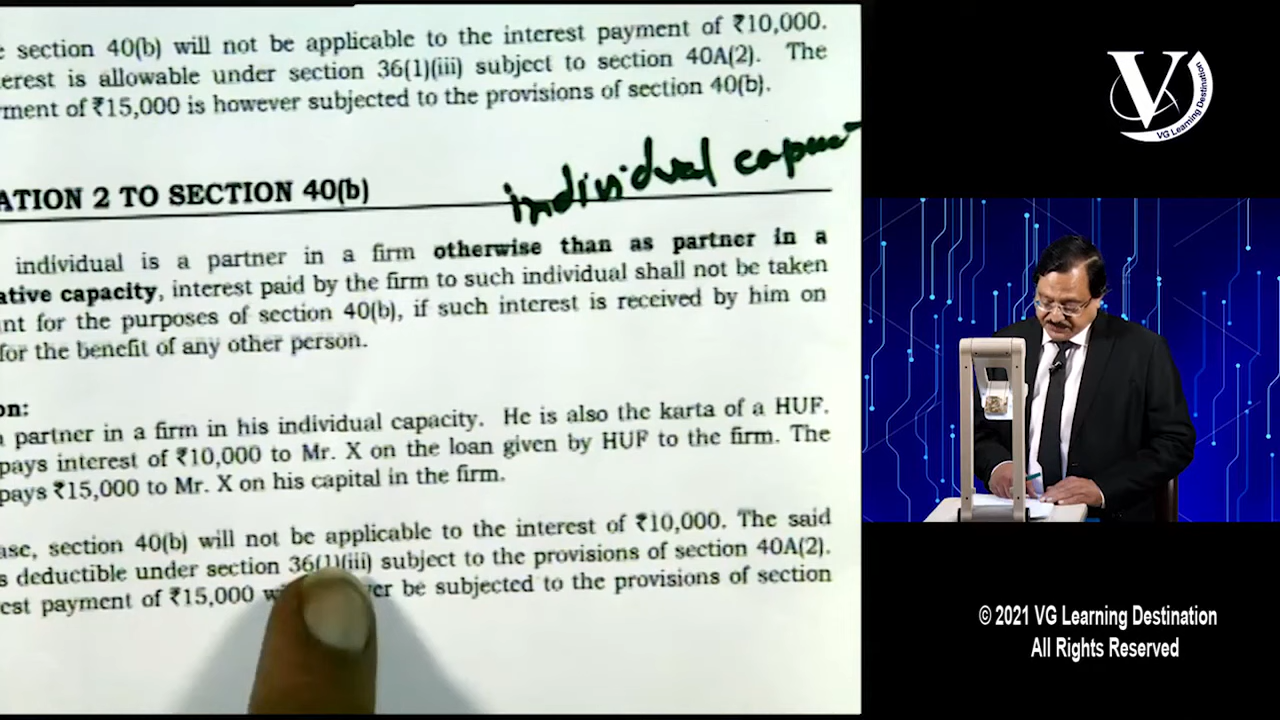 section 40(b) will not be applicable to the interest payment of ₹10,000.
erest is allowable under section 36(1)(iii) subject to section 40A(2). The
ment of ₹15,000 is however subjected to the provisions of section 40(b).
individual
ATION 2 TO SECTION 40(b)
individual is a partner in a firm otherwise than as partner in a
ative capacity, interest paid by the firm to such individual shall not be taken
nt for the purposes of section 40(b), if such interest is received by him on
for the benefit of any other person.
on:
partner in a firm in his individual capacity. He is also the karta of a HUF.
pays interest of ₹10,000 to Mr. X on the loan given by HUF to the firm. The
pays ₹15,000 to Mr. X on his capital in the firm.
ase, section 40(b) will not be applicable to the interest of ₹10,000. The said
s deductible under section 36(1)(iii) subject to the provisions of section 40A(2).
est payment of ₹15,000 be subjected to the provisions of section
V
VG Learning Destination
© 2021 VG Learning Destination
All Rights Reserved